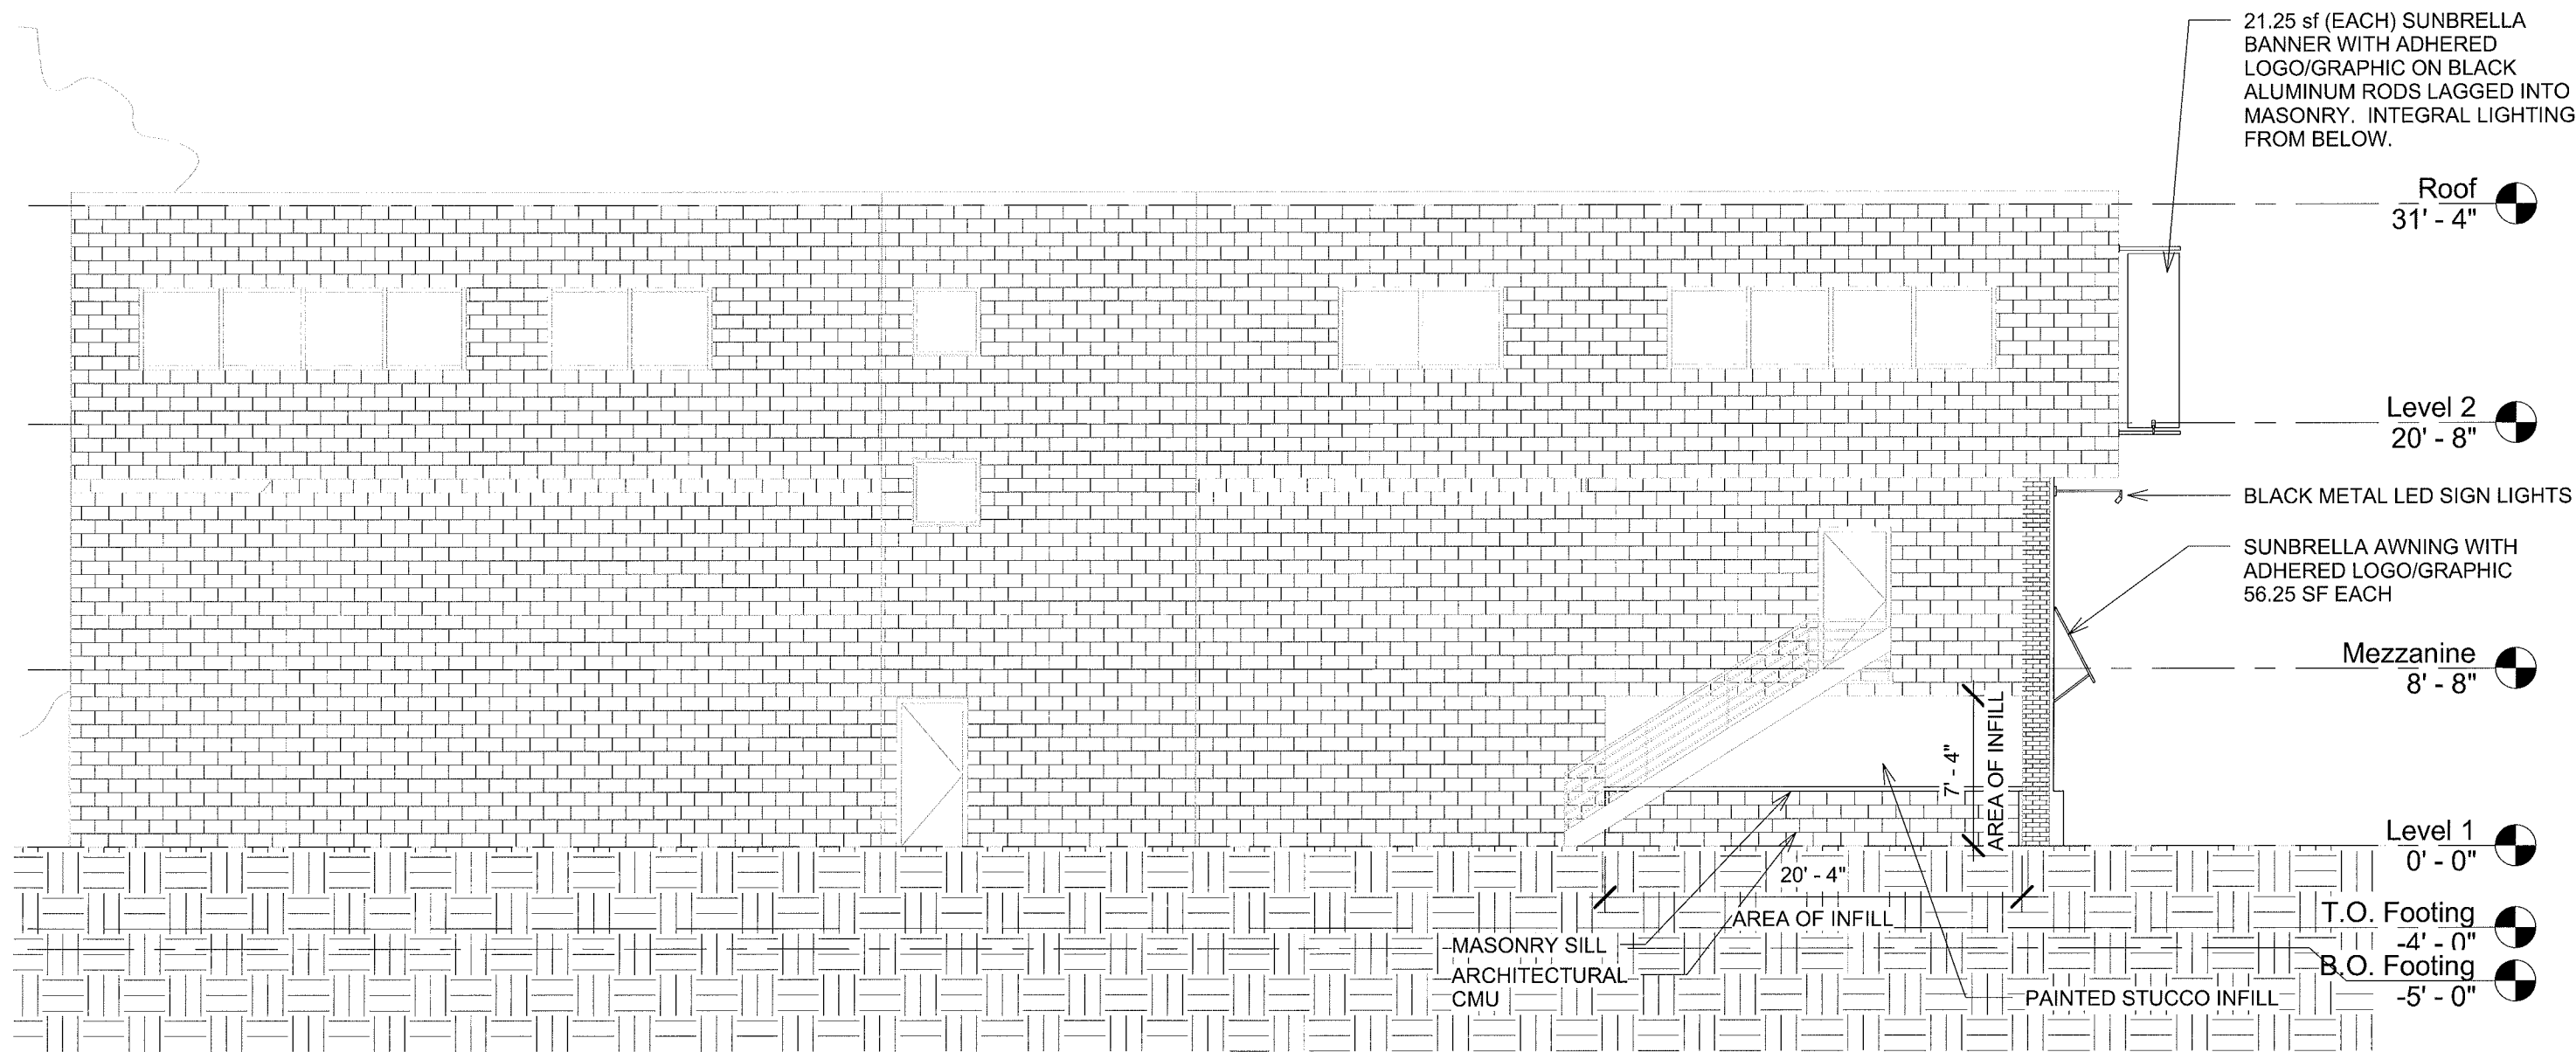 21.25 sf (EACH) SUNBRELLA
BANNER WITH ADHERED
LOGO/GRAPHIC ON BLACK
ALUMINUM RODS LAGGED INTO
MASONRY.  INTEGRAL LIGHTING
FROM BELOW.
Roof
31' - 4"
Level 2
20' - 8"
BLACK METAL LED SIGN LIGHTS
SUNBRELLA AWNING WITH
ADHERED LOGO/GRAPHIC
56.25 SF EACH
Mezzanine
8' - 8"
7' - 4"
AREA OF INFILL
Level 1
0' - 0"
20' - 4"
AREA OF INFILL
T.O. Footing
-4' - 0"
MASONRY SILL
ARCHITECTURAL
CMU
B.O. Footing
-5' - 0"
PAINTED STUCCO INFILL